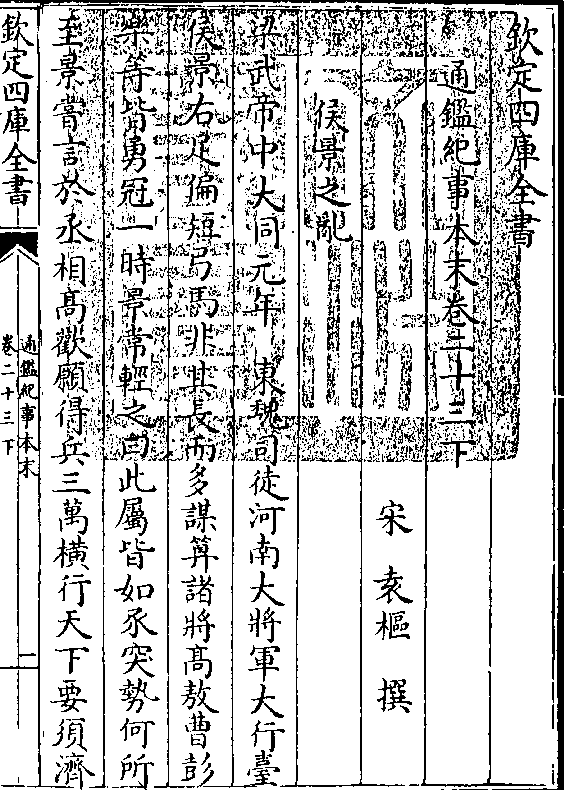 欽定四庫全書
通鑑紀事本末卷二十三下
宋 袁樞 撰
侯景之亂
梁武帝中大同元年 東魏司徒河南大將軍大行臺
侯景右足偏短弓馬非其長而多謀算諸將高敖曹彭
樂等皆勇冠一時景常輕之曰此屬皆如豕突勢何所
至景嘗言於丞相高歡願得兵三萬橫行天下要須濟
欽定四庫全書
通鑑紀事本末
卷二十三下
一